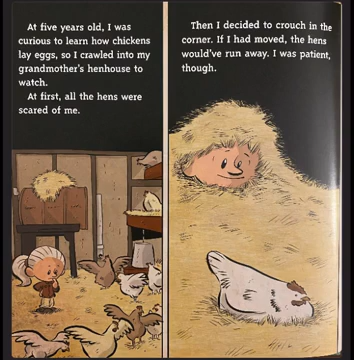 At five years old, I was
curious to learn how chickens
lay eggs, so I crawled into my
grandmother's henhouse to
watch.
At first, all the hens were
scared of me.
Then I decided to crouch in the
corner. If I had moved, the hens
would've run away. I was patient,
though.